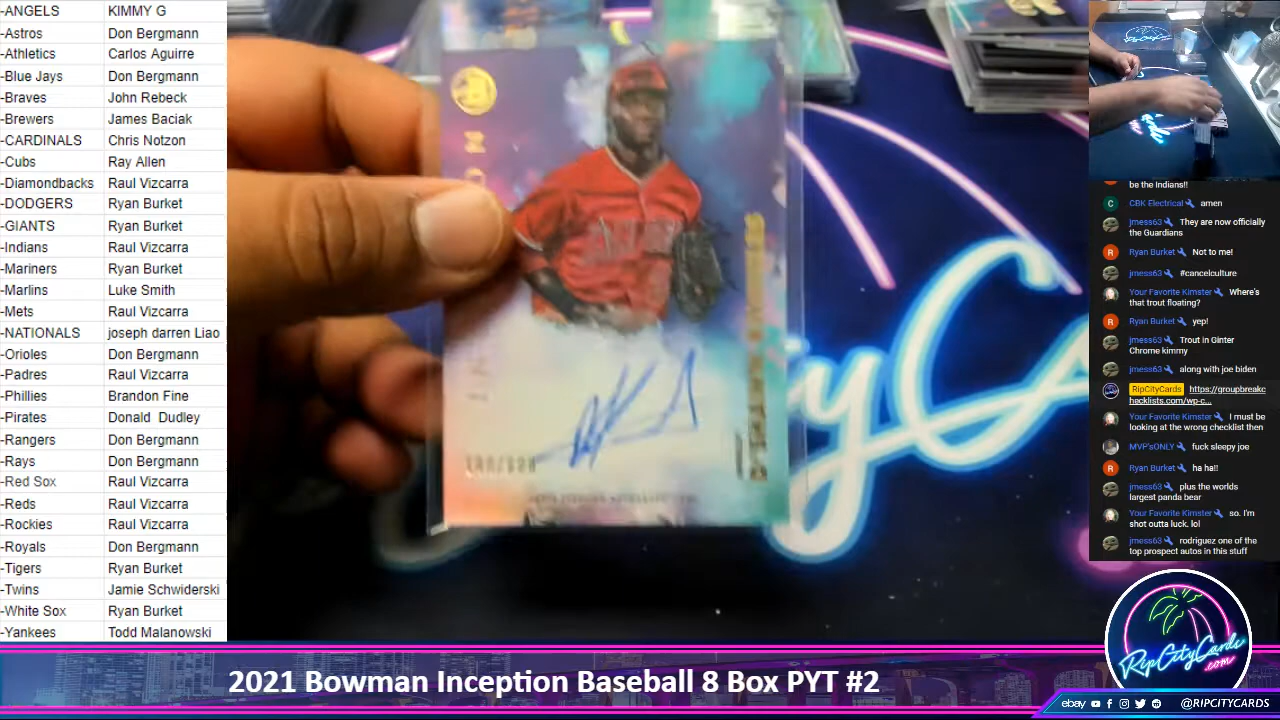 -ANGELS KIMMY G
-Astros Don Bergmann
-Athletics Carlos Aguirre
-Blue Jays Don Bergmann
-Braves John Rebeck
-Brewers James Baciak
-CARDINALS Chris Notzon
-Cubs Ray Allen
-Diamondbacks Raul Vizcarra
-DODGERS Ryan Burket
-GIANTS Ryan Burket
-Indians Raul Vizcarra
-Mariners Ryan Burket
-Marlins Luke Smith
-Mets Raul Vizcarra
-NATIONALS joseph darren Liao
-Orioles Don Bergmann
-Padres Raul Vizcarra
-Phillies Brandon Fine
-Pirates Donald Dudley
-Rangers Don Bergmann
-Rays Don Bergmann
-Red Sox Raul Vizcarra
-Reds Raul Vizcarra
-Rockies Raul Vizcarra
-Royals Don Bergmann
-Tigers Ryan Burket
-Twins Jamie Schwiderski
-White Sox Ryan Burket
-Yankees Todd Malanowski
be the Indians!!
C CBK Electrical amen
jmess63 They are now officially
the Guardians
R Ryan Burket Not to me!
jmess63 #cancelculture
Your Favorite Kimster Where's
that trout floating?
R Ryan Burket yep!
jmess63 Trout in Ginter
Chrome kimmy
jmess63 along with joe biden
RipCityCards https://groupbreakc
hecklists.com/wp-c...
Your Favorite Kimster I must be
looking at the wrong checklist then
MVP'sONLY fuck sleepy joe
R Ryan Burket ha ha!!
jmess63 plus the worlds
largest panda bear
Your Favorite Kimster so. I'm
shot outta luck. lol
jmess63 rodriguez one of the
top prospect autos in this stuff
RipCityCards
.com
2021 Bowman Inception Baseball 8 Box PYT #2
ebay @RIPCITYCARDS